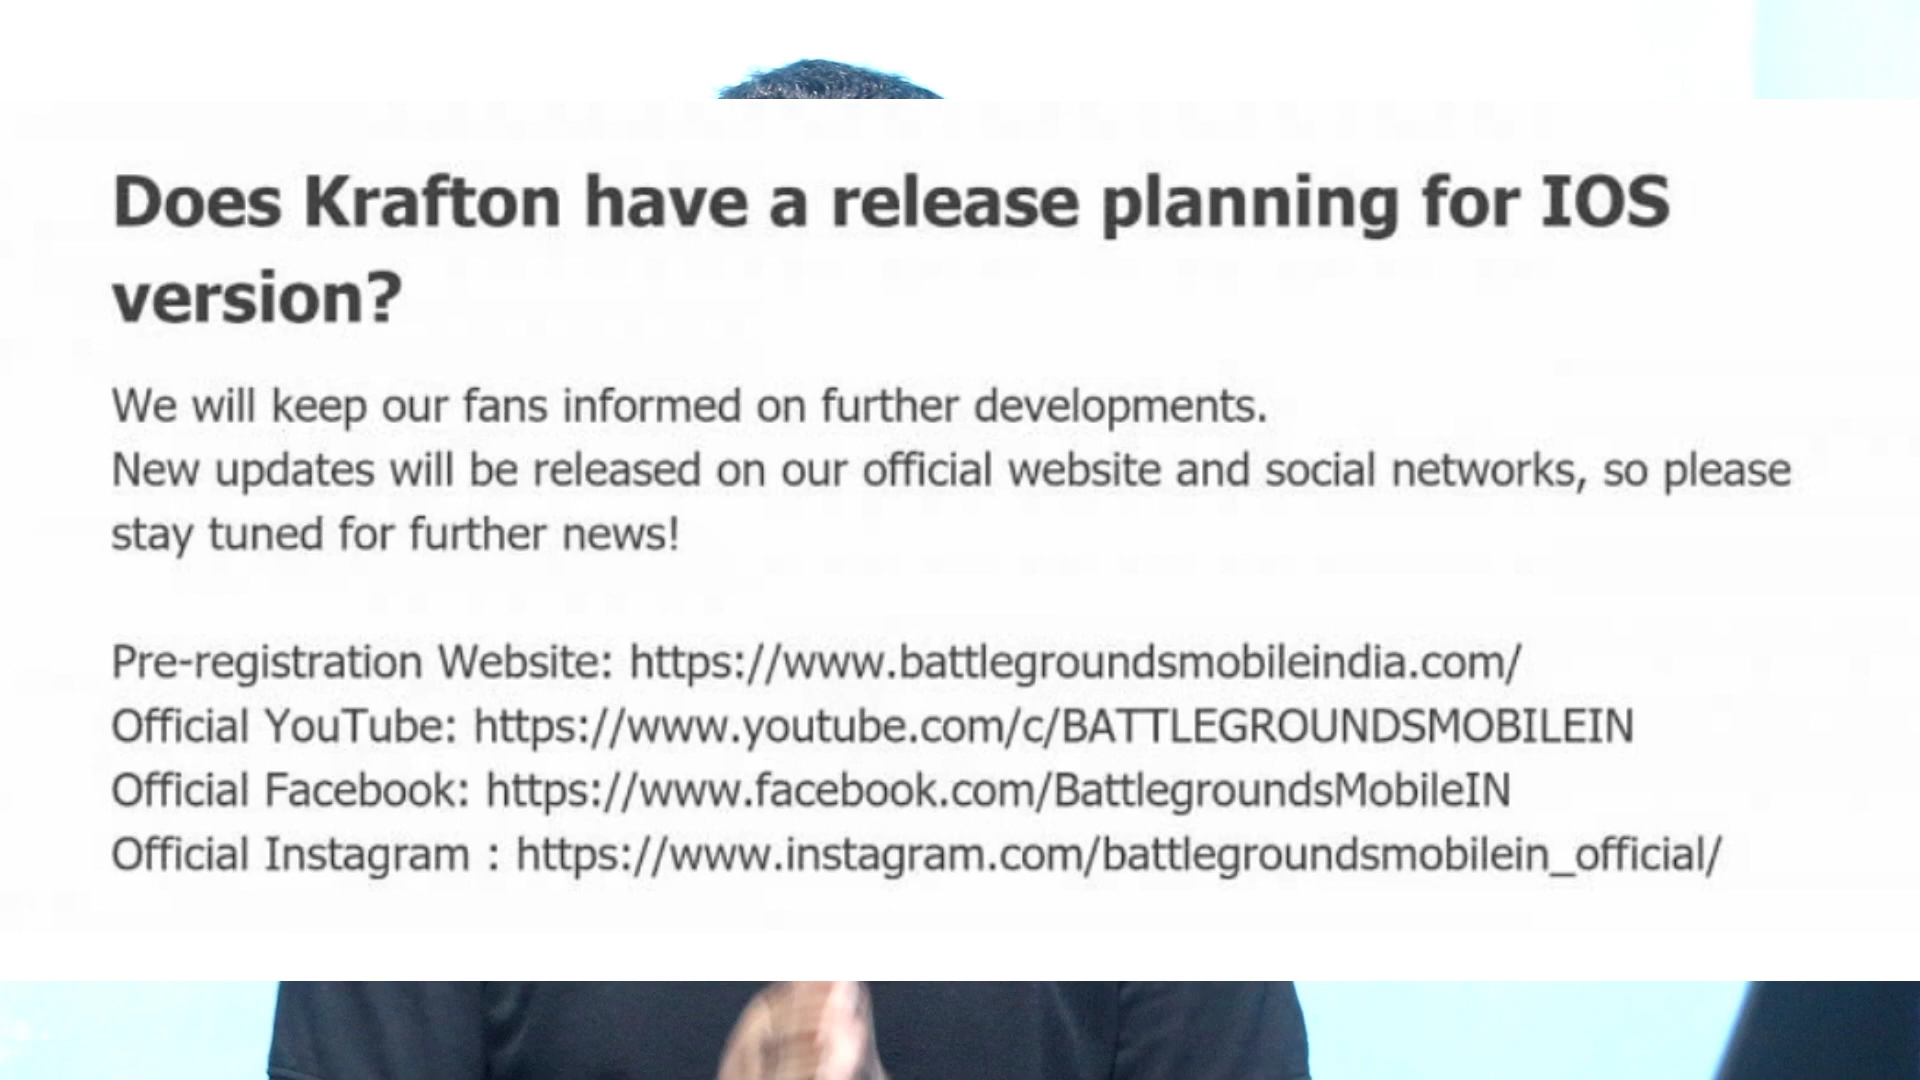 Does Krafton have a release planning for IOS
version?
We will keep our fans informed on further developments.
New updates will be released on our official website and social networks, so please
stay tuned for further news!
Pre-registration Website: https://www.battlegroundsmobileindia.com/
Official YouTube: https://www.youtube.com/c/BATTLEGROUNDSMOBILEIN
Official Facebook: https://www.facebook.com/BattlegroundsMobileIN
Official Instagram : https://www.instagram.com/battlegroundsmobilein_official/